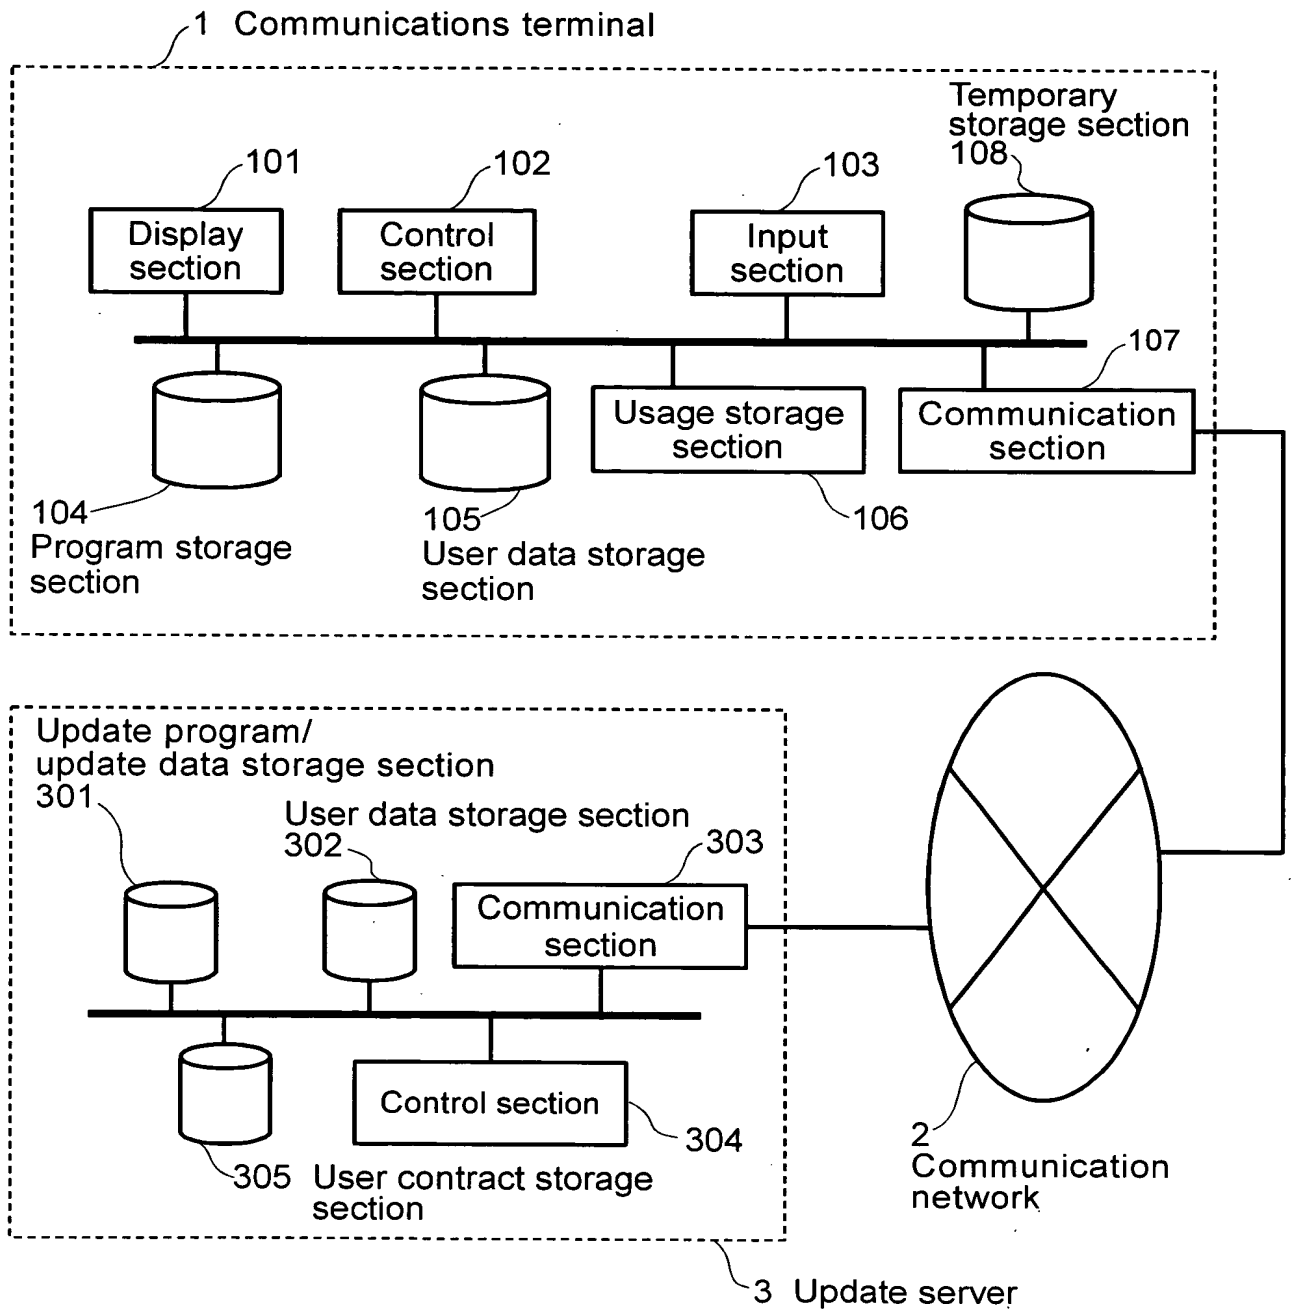 1 Communications terminal
Temporary
storage section
108
101
102
103
Display
section
Control
section
Input
section
107
Usage storage
section
Communication
section
104
Program storage
section
105
User data storage
section
106
Update program/
update data storage section
301
User data storage section
302
303
Communication
section
Control section
304
305 User contract storage
section
2
Communication
network
3 Update server